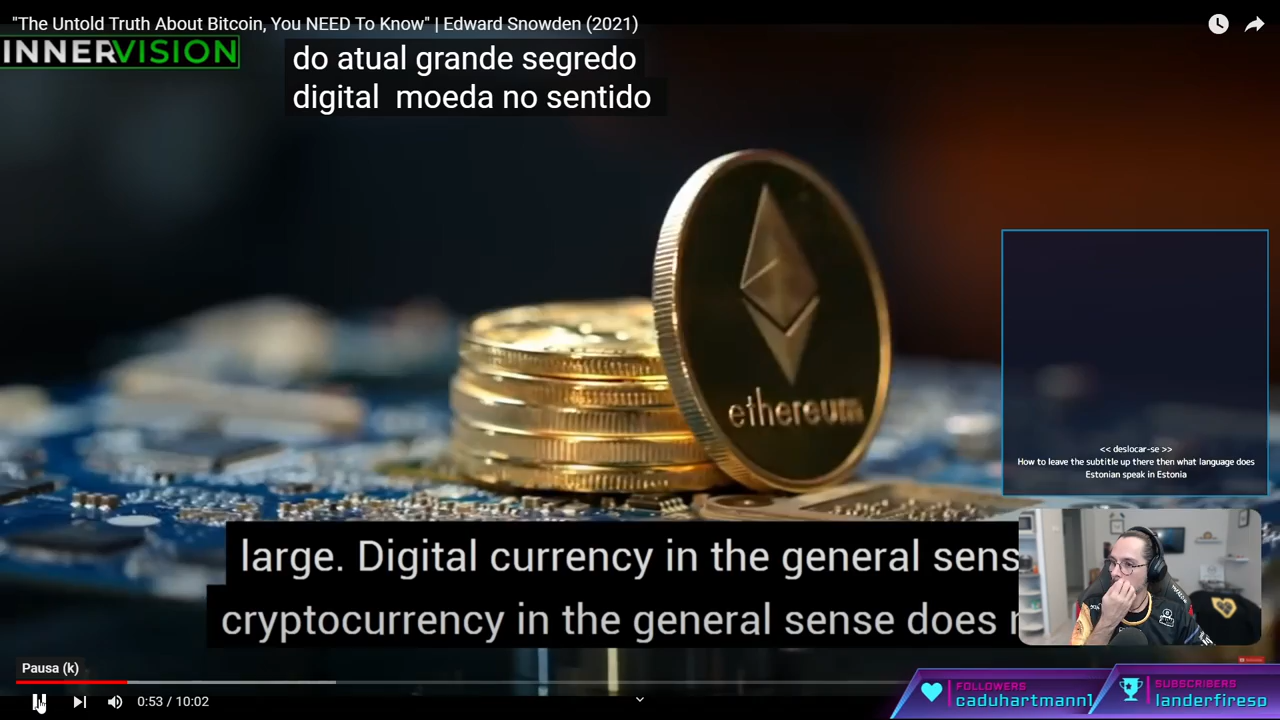 "The Untold Truth About Bitcoin, You NEED To Know" | Edward Snowden (2021)
INNERVISION
do atual grande segredo
digital moeda no sentido
ethereum
<< deslocar-se >>
How to leave the subtitle up there then what language does
Estonian speak in Estonia
large. Digital currency in the general sens
cryptocurrency in the general sense does
Pausa (k)
0:53 / 10:02
FOLLOWERS
caduhartmann1
SUBSCRIBERS
landerfiresp